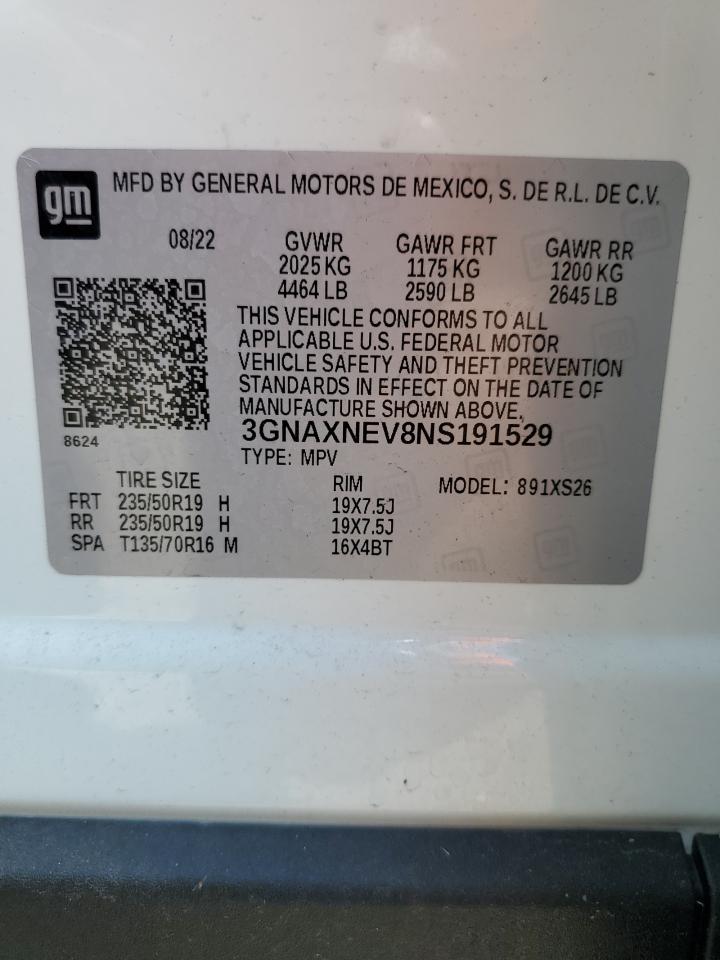 gm
MFD BY GENERAL MOTORS DE MEXICO, S. DE R.L. DE C.V.
08/22 GVWR GAWR FRT GAWR RR
2025 KG 1175 KG 1200 KG
4464 LB 2590 LB 2645 LB
THIS VEHICLE CONFORMS TO ALL
APPLICABLE U.S. FEDERAL MOTOR
VEHICLE SAFETY AND THEFT PREVENTION
STANDARDS IN EFFECT ON THE DATE OF
MANUFACTURE SHOWN ABOVE.
8624
3GNAXNEV8NS191529
TYPE: MPV
TIRE SIZE RIM MODEL: 891XS26
FRT 235/50R19 H 19X7.5J
RR 235/50R19 H 19X7.5J
SPA T135/70R16 M 16X4BT